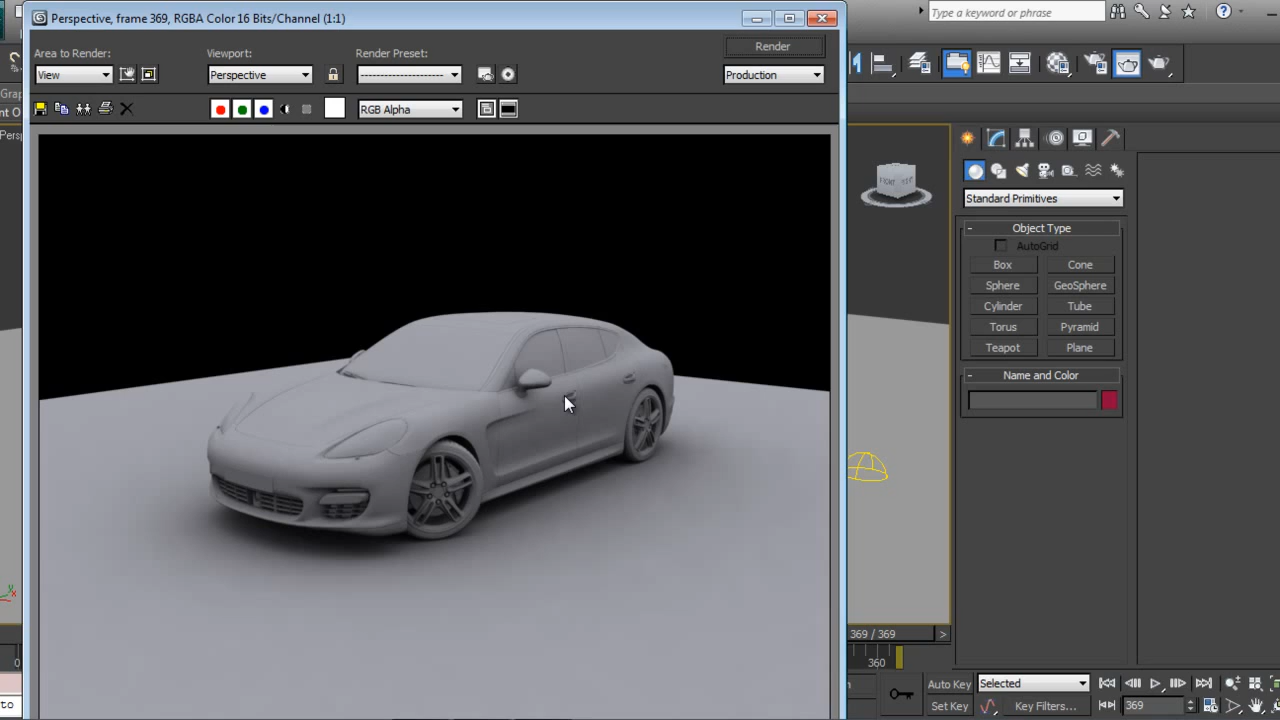 Perspective, frame 369, RGBA Color 16 Bits/Channel (1:1)
Type a keyword or phrase
Area to Render:
Viewport:
Render Preset:
Render
View
Perspective
Production
RGB Alpha
Standard Primitives
Object Type
AutoGrid
Box
Cone
Sphere
GeoSphere
Cylinder
Tube
Torus
Pyramid
Teapot
Plane
Name and Color
369 / 369
>
0
360
Auto Key
Selected
Set Key
Key Filters...
369